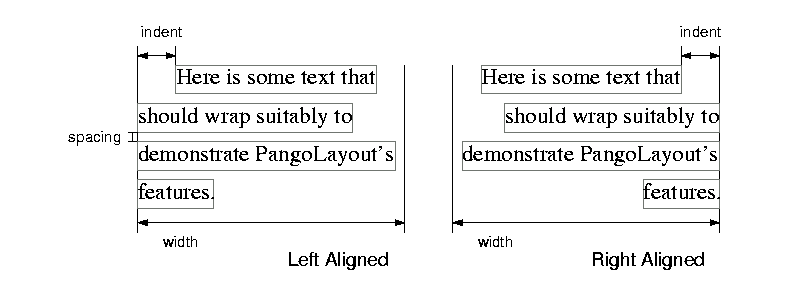 indent
Here is some text that
should wrap suitably to
spacing
demonstrate PangoLayout's
features.
width
Left Aligned
indent
Here is some text that
should wrap suitably to
demonstrate PangoLayout's
features.
width
Right Aligned